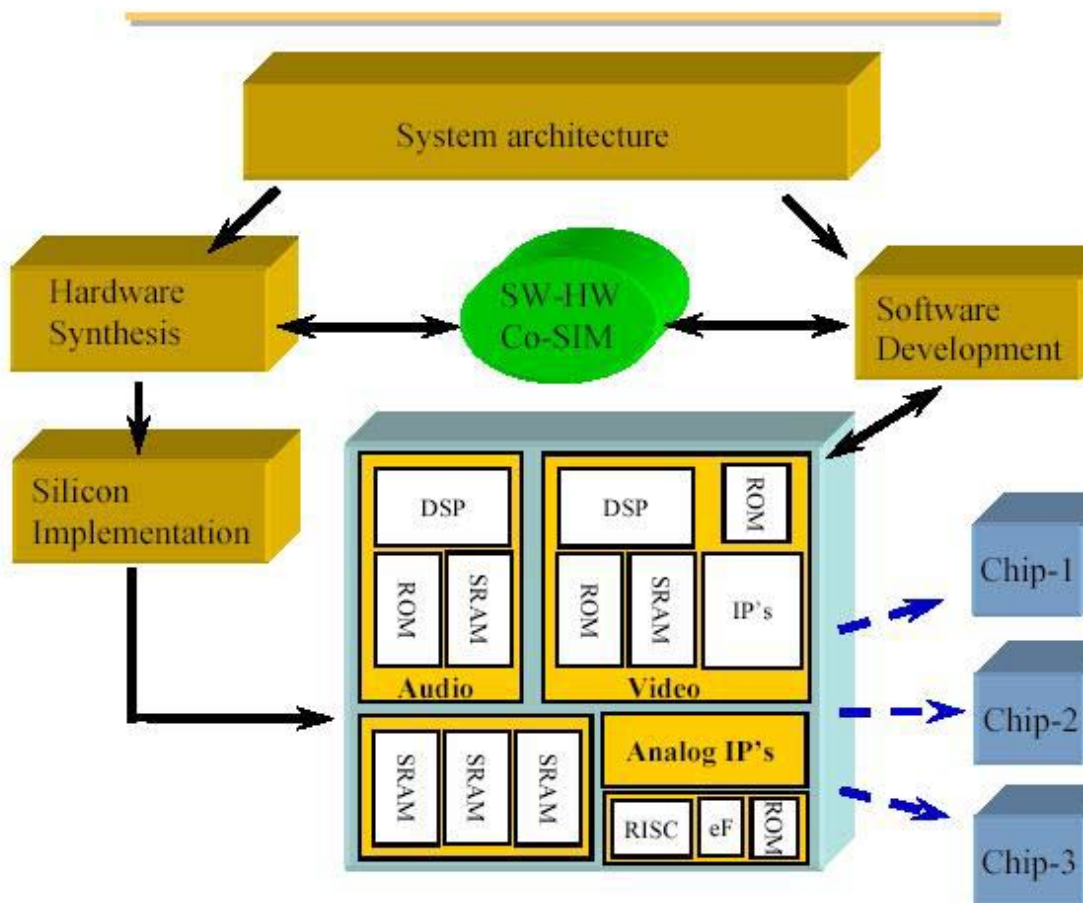 System architecture
Hardware
Synthesis
SW-HW
Co-SIM
Software
Development
Silicon
Implementation
DSP
ROM
SRAM
Audio
DSP
ROM
ROM
SRAM
IP's
Video
SRAM
SRAM
SRAM
Analog IP's
RISC
eF
ROM
Chip-1
Chip-2
Chip-3